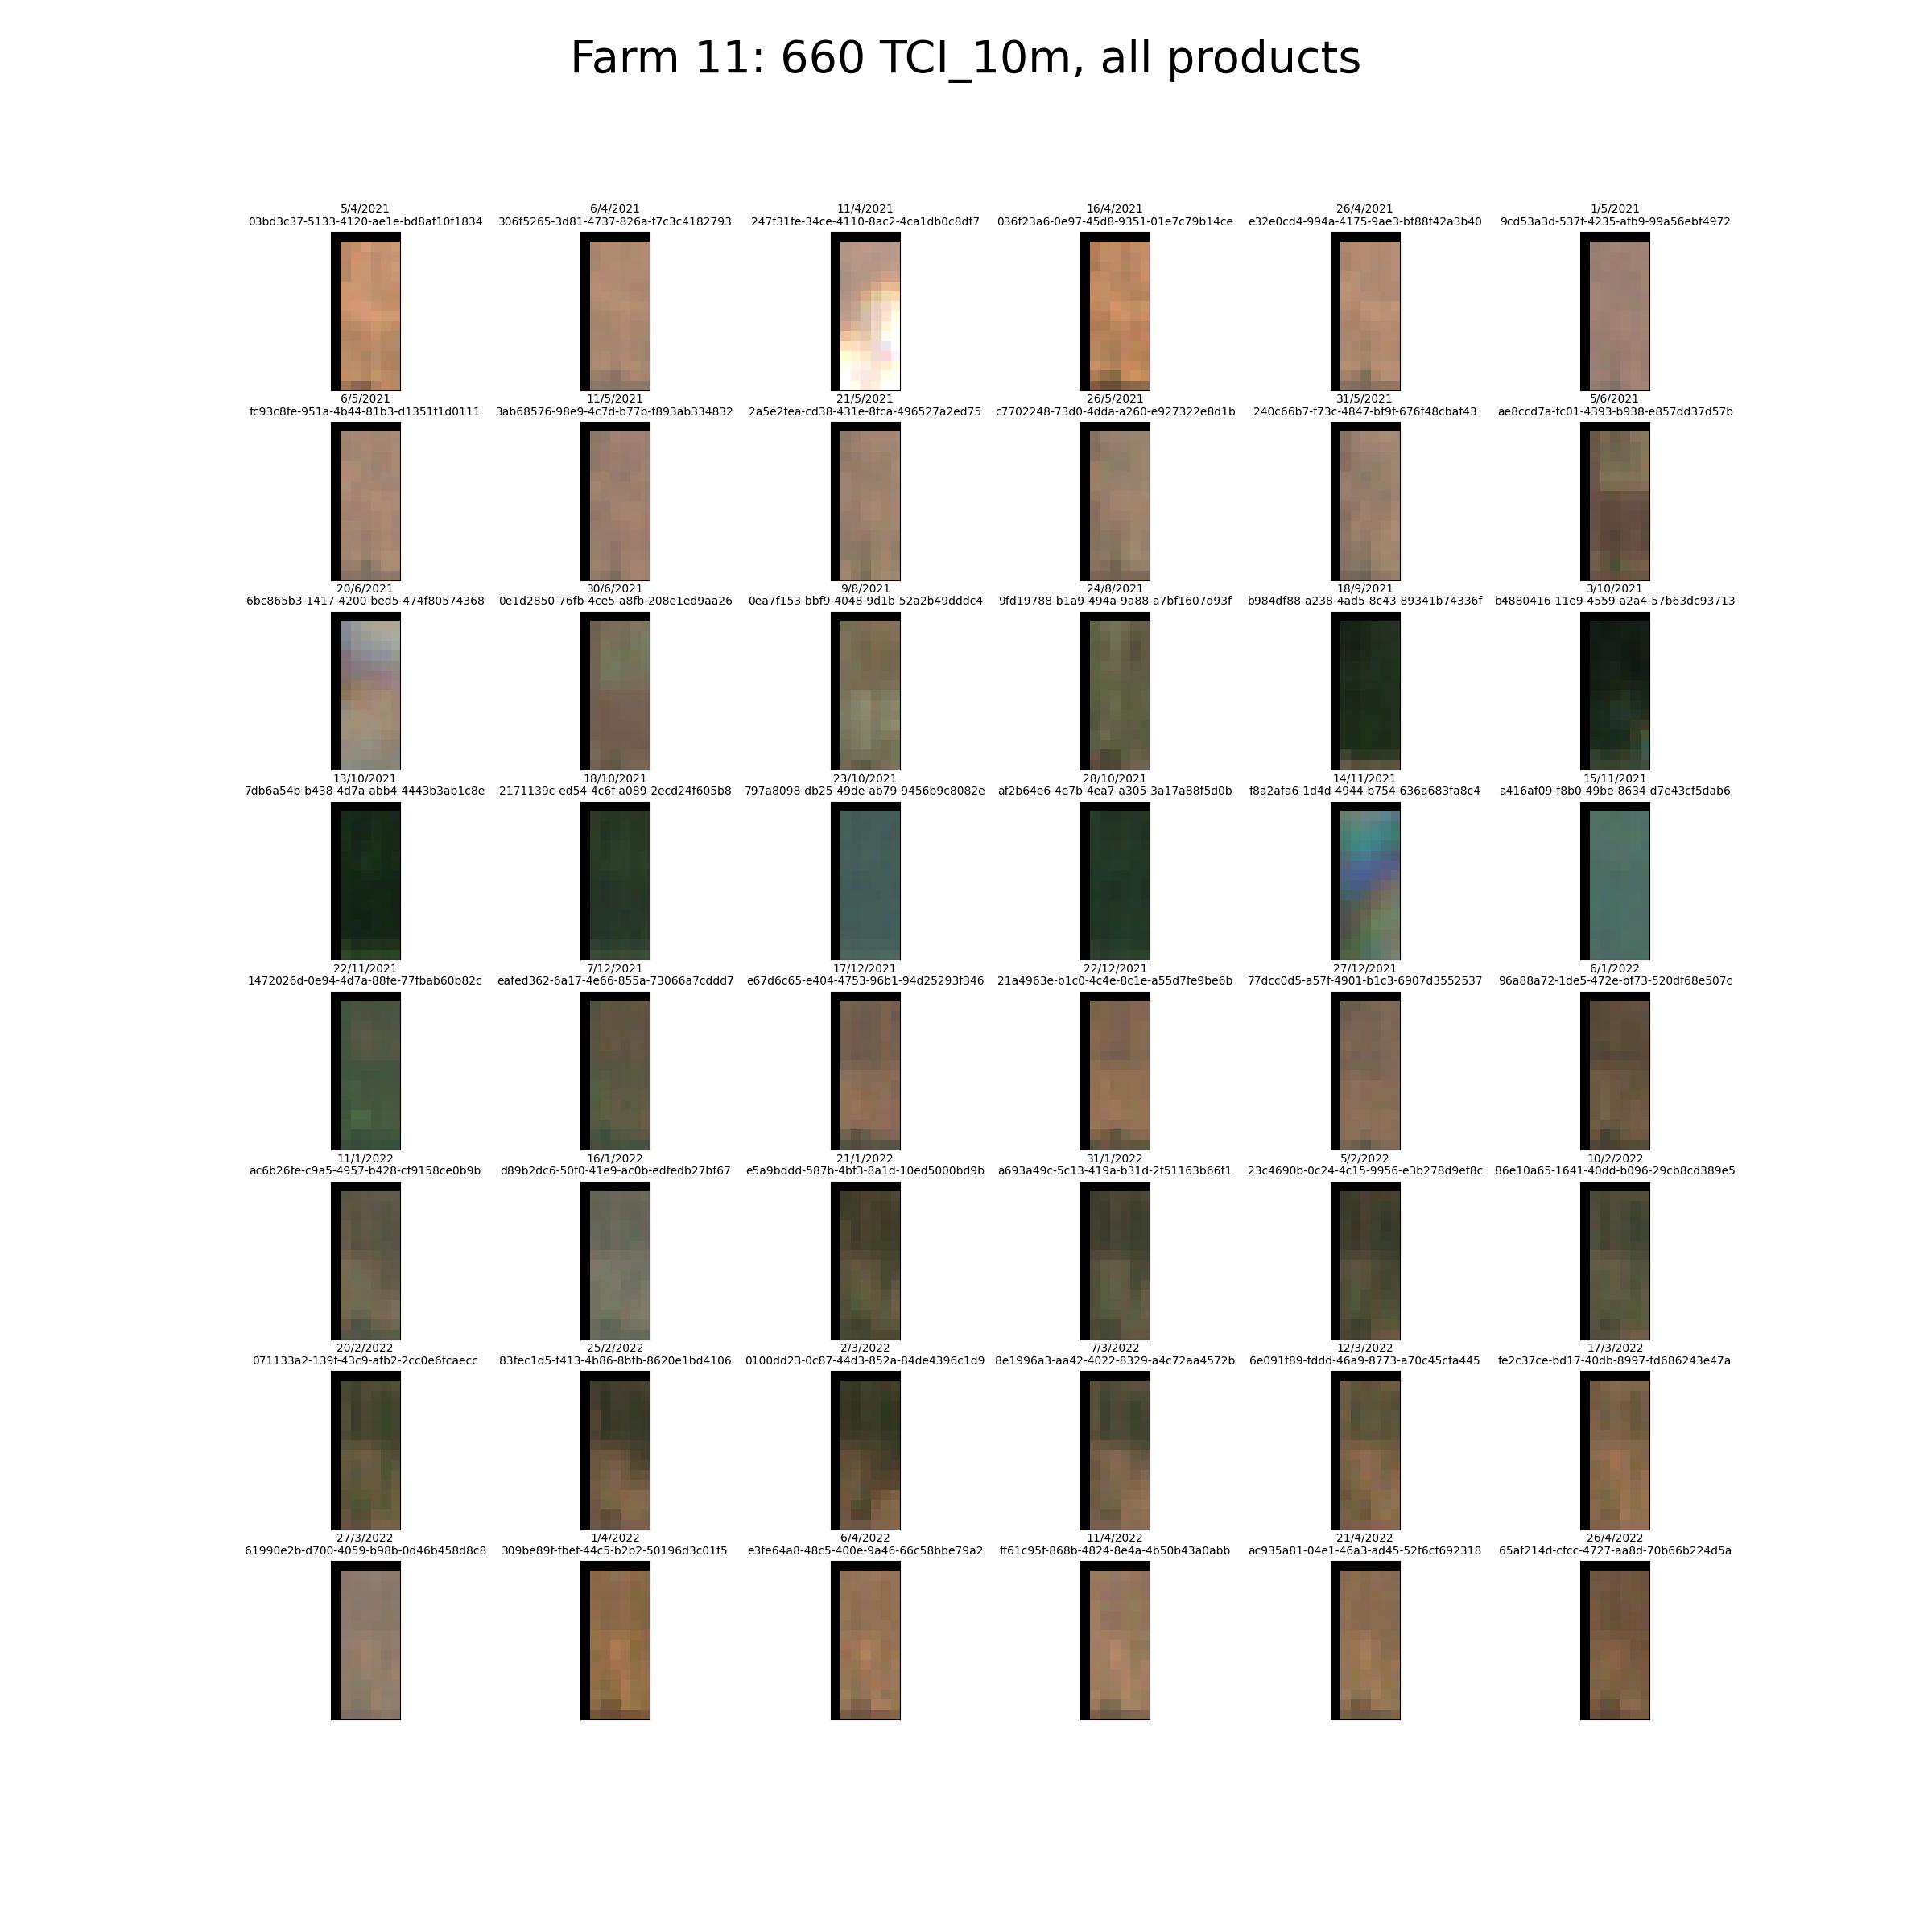 Farm 11: 660 TCI_10m, all products
5/4/2021 6/4/2021 11/4/2021 16/4/2021 26/4/2021 1/5/2021
03bd3c37-5133-4120-ae1e-bd8af10f1834 306f5265-3d81-4737-826a-f7c3c4182793 247f31fe-34ce-4110-8ac2-4ca1db0c8df7 036f23a6-0e97-45d8-9351-01e7c79b14ce e32e0cd4-994a-4175-9ae3-bf88f42a3b40 9cd53a3d-537f-4235-afb9-99a56ebf4972
6/5/2021 11/5/2021 21/5/2021 26/5/2021 31/5/2021 5/6/2021
fc93c8fe-951a-4b44-81b3-d1351f1d0111 3ab68576-98e9-4c7d-b77b-f893ab334832 2a5e2fea-cd38-431e-8fca-496527a2ed75 c7702248-73d0-4dda-a260-e927322e8d1b 240c66b7-f73c-4847-bf9f-676f48cbaf43 ae8ccd7a-fc01-4393-b938-e857dd37d57b
20/6/2021 30/6/2021 9/8/2021 24/8/2021 18/9/2021 3/10/2021
6bc865b3-1417-4200-bed5-474f80574368 0e1d2850-76fb-4ce5-a8fb-208e1ed9aa26 0ea7f153-bbf9-4048-9d1b-52a2b49dddc4 9fd19788-b1a9-494a-9a88-a7bf1607d93f b984df88-a238-4ad5-8c43-89341b74336f b4880416-11e9-4559-a2a4-57b63dc93713
13/10/2021 18/10/2021 23/10/2021 28/10/2021 14/11/2021 15/11/2021
7db6a54b-b438-4d7a-abb4-4443b3ab1c8e 2171139c-ed54-4c6f-a089-2ecd24f605b8 797a8098-db25-49de-ab79-9456b9c8082e af2b64e6-4e7b-4ea7-a305-3a17a88f5d0b f8a2afa6-1d4d-4944-b754-636a683fa8c4 a416af09-f8b0-49be-8634-d7e43cf5dab6
22/11/2021 7/12/2021 17/12/2021 22/12/2021 27/12/2021 6/1/2022
1472026d-0e94-4d7a-88fe-77fbab60b82c eafed362-6a17-4e66-855a-73066a7cddd7 e67d6c65-e404-4753-96b1-94d25293f346 21a4963e-b1c0-4c4e-8c1e-a55d7fe9be6b 77dcc0d5-a57f-4901-b1c3-6907d3552537 96a88a72-1de5-472e-bf73-520df68e507c
11/1/2022 16/1/2022 21/1/2022 31/1/2022 5/2/2022 10/2/2022
ac6b26fe-c9a5-4957-b428-cf9158ce0b9b d89b2dc6-50f0-41e9-ac0b-edfedb27bf67 e5a9bddd-587b-4bf3-8a1d-10ed5000bd9b a693a49c-5c13-419a-b31d-2f51163b66f1 23c4690b-0c24-4c15-9956-e3b278d9ef8c 86e10a65-1641-40dd-b096-29cb8cd389e5
20/2/2022 25/2/2022 2/3/2022 7/3/2022 12/3/2022 17/3/2022
071133a2-139f-43c9-afb2-2cc0e6fcaecc 83fec1d5-f413-4b86-8bfb-8620e1bd4106 0100dd23-0c87-44d3-852a-84de4396c1d9 8e1996a3-aa42-4022-8329-a4c72aa4572b 6e091f89-fddd-46a9-8773-a70c45cfa445 fe2c37ce-bd17-40db-8997-fd686243e47a
27/3/2022 1/4/2022 6/4/2022 11/4/2022 21/4/2022 26/4/2022
61990e2b-d700-4059-b98b-0d46b458d8c8 309be89f-fbef-44c5-b2b2-50196d3c01f5 e3fe64a8-48c5-400e-9a46-66c58bbe79a2 ff61c95f-868b-4824-8e4a-4b50b43a0abb ac935a81-04e1-46a3-ad45-52f6cf692318 65af214d-cfcc-4727-aa8d-70b66b224d5a